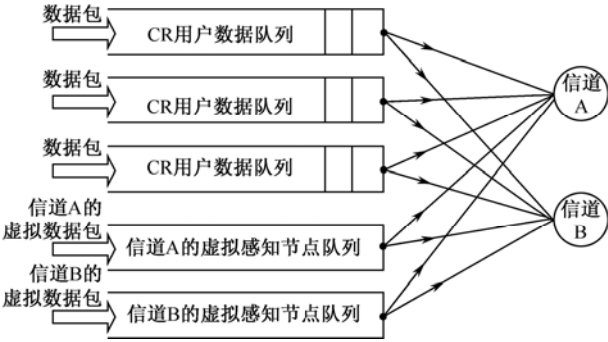 数据包
CR用户数据队列
数据包
CR用户数据队列
数据包
CR用户数据队列
信道A
信道B
信道A的
虚拟数据包
信道A的虚拟感知节点队列
信道B的
虚拟数据包
信道B的虚拟感知节点队列